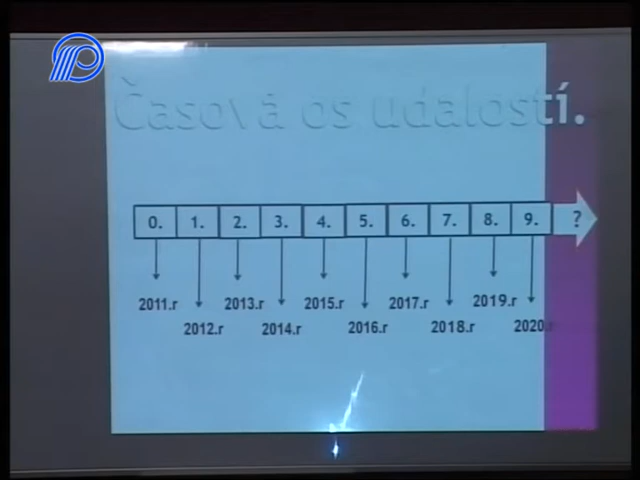 Časová os udalostí.
0. 1. 2. 3. 4. 5. 6. 7. 8. 9. ?
2011.r 2013.r 2015.r 2017.r 2019.r
2012.r 2014.r 2016.r 2018.r 2020.r